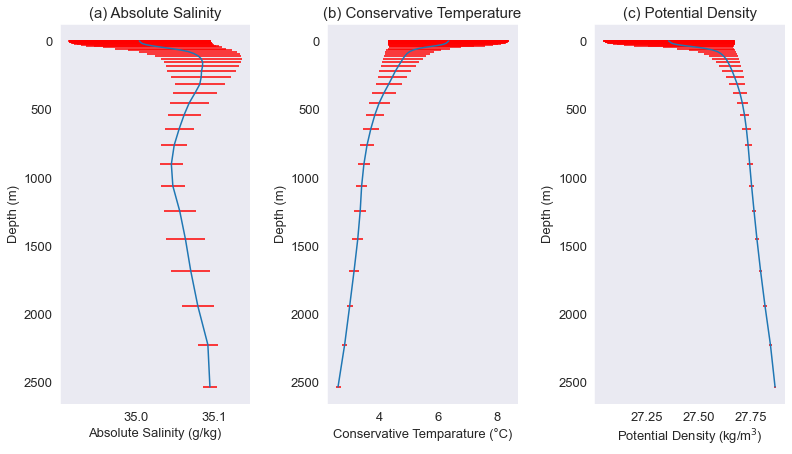 (a) Absolute Salinity
0
500
1000
1500
2000
2500
Depth (m)
35.0 35.1
Absolute Salinity (g/kg)
(b) Conservative Temperature
0
500
1000
1500
2000
2500
Depth (m)
4 6 8
Conservative Temparature (°C)
(c) Potential Density
0
500
1000
1500
2000
2500
Depth (m)
27.25 27.50 27.75
Potential Density (kg/m³)